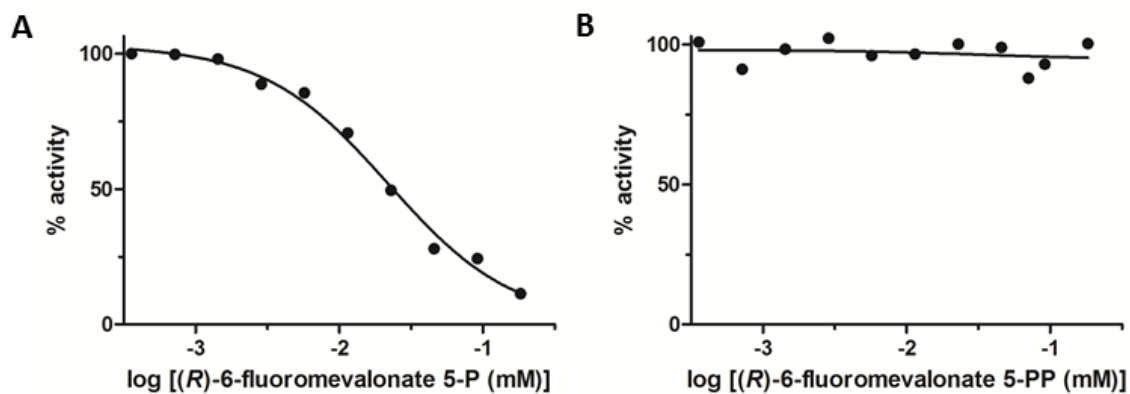 A
% activity
100
50
0
-3
-2
-1
log [(R)-6-fluoromevalonate 5-P (mM)]
B
% activity
100
50
0
-3
-2
-1
log [(R)-6-fluoromevalonate 5-PP (mM)]